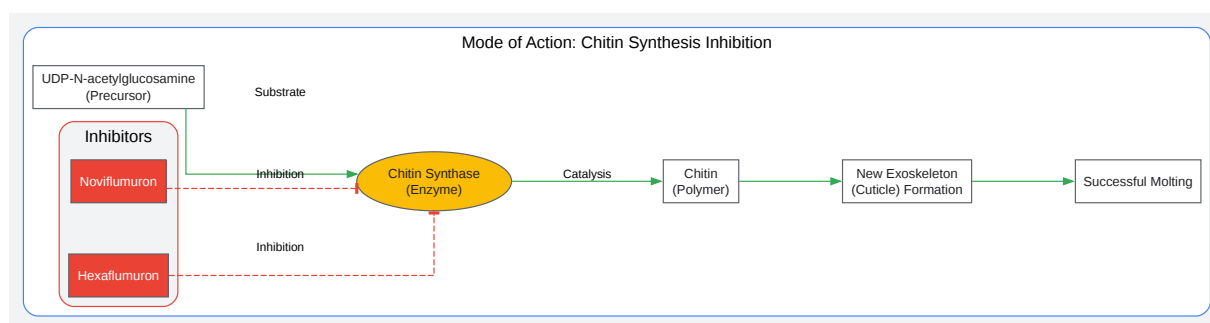 Mode of Action: Chitin Synthesis Inhibition
UDP-N-acetylglucosamine
(Precursor)
Substrate
Inhibitors
Noviflumuron
Inhibition
Chitin Synthase
(Enzyme)
Catalysis
Chitin
(Polymer)
New Exoskeleton
(Cuticle) Formation
Successful Molting
Inhibition
Hexaflumuron